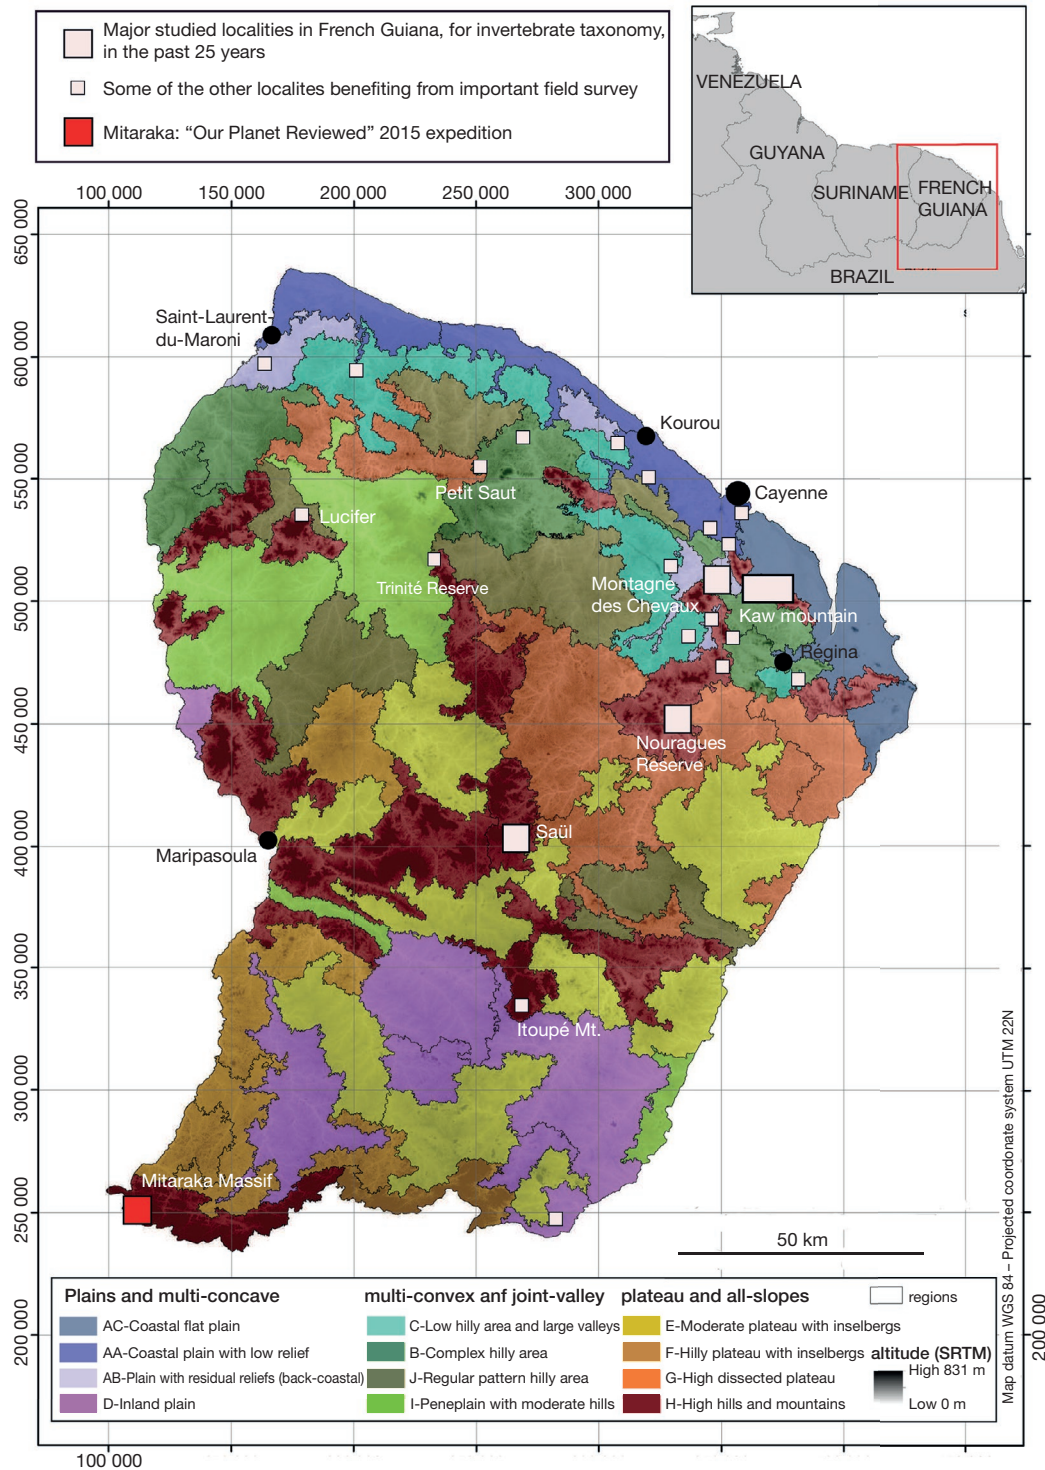 Major studied localities in French Guiana, for invertebrate taxonomy,
in the past 25 years
Some of the other localites benefiting from important field survey
Mitaraka: “Our Planet Reviewed” 2015 expedition
VENEZUELA
GUYANA
SURINAME
FRENCH
GUIANA
BRAZIL
100 000
150 000
200 000
250 000
300 000
650 000
600 000
550 000
500 000
450 000
400 000
350 000
300 000
250 000
200 000
Saint-Laurent-
du-Maroni
Kourou
Cayenne
Petit Saut
Lucifer
Trinité Reserve
Montagne
des Chevaux
Kaw mountain
Régina
Nouragues
Reserve
Saül
Maripasoula
Itoupé Mt.
Mitaraka Massif
50 km
Map datum WGS 84 – Projected coordonate system UTM 22N
200 000
Plains and multi-concave
AC-Coastal flat plain
AA-Coastal plain with low relief
AB-Plain with residual reliefs (back-coastal)
D-Inland plain
multi-convex anf joint-valley
C-Low hilly area and large valleys
B-Complex hilly area
J-Regular pattern hilly area
I-Peneplain with moderate hills
plateau and all-slopes
E-Moderate plateau with inselbergs
F-Hilly plateau with inselbergs
G-High dissected plateau
H-High hills and mountains
regions
altitude (SRTM)
High 831 m
Low 0 m
100 000